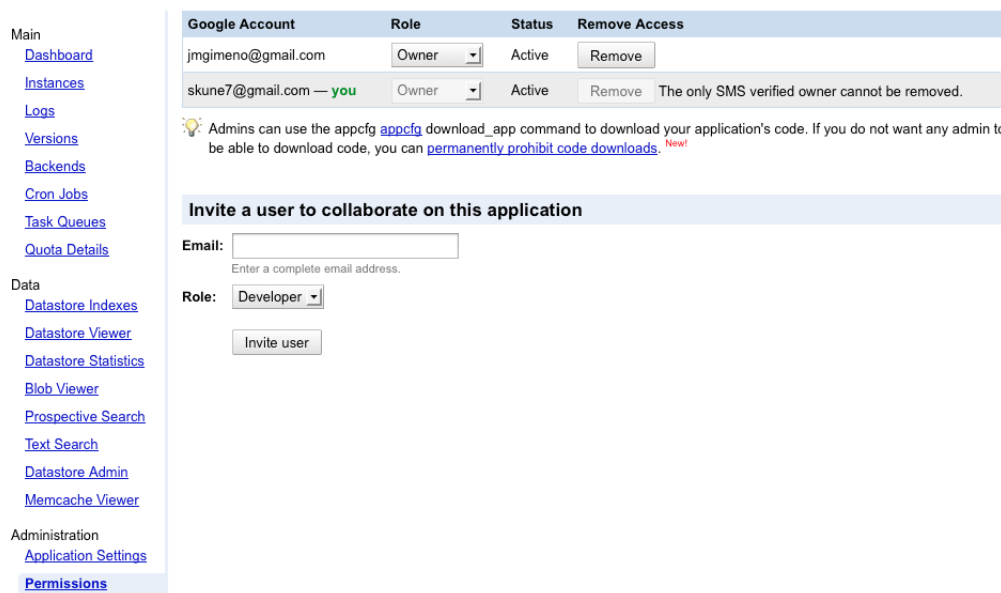 Main
Dashboard
Instances
Logs
Versions
Backends
Cron Jobs
Task Queues
Quota Details
Data
Datastore Indexes
Datastore Viewer
Datastore Statistics
Blob Viewer
Prospective Search
Text Search
Datastore Admin
Memcache Viewer
Administration
Application Settings
Permissions
Google Account Role Status Remove Access
jmgimeno@gmail.com Owner Active Remove
skune7@gmail.com — you Owner Active Remove The only SMS verified owner cannot be removed.
Admins can use the appcfg appcfg download_app command to download your application's code. If you do not want any admin to
be able to download code, you can permanently prohibit code downloads. New!
Invite a user to collaborate on this application
Email:
Enter a complete email address.
Role: Developer
Invite user